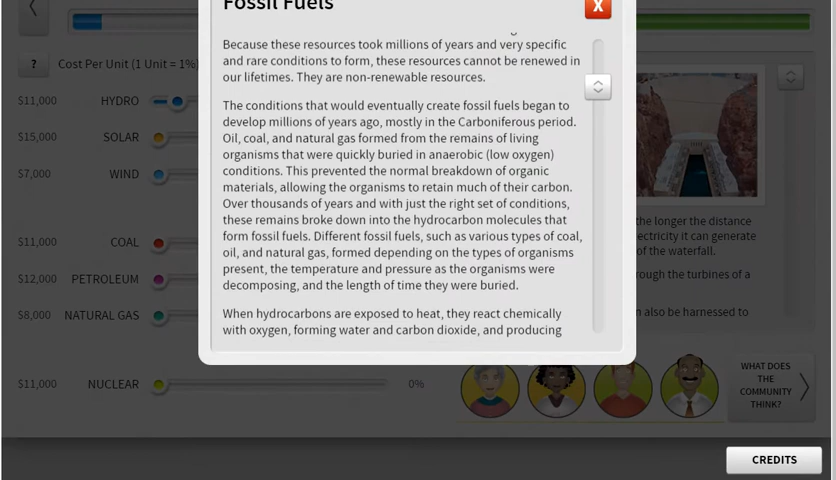 Fossil Fuels
X
Because these resources took millions of years and very specific
and rare conditions to form, these resources cannot be renewed in
our lifetimes. They are non-renewable resources.
The conditions that would eventually create fossil fuels began to
develop millions of years ago, mostly in the Carboniferous period.
Oil, coal, and natural gas formed from the remains of living
organisms that were quickly buried in anaerobic (low oxygen)
conditions. This prevented the normal breakdown of organic
materials, allowing the organisms to retain much of their carbon.
Over thousands of years and with just the right set of conditions,
these remains broke down into the hydrocarbon molecules that
form fossil fuels. Different fossil fuels, such as various types of coal,
oil, and natural gas, formed depending on the types of organisms
present, the temperature and pressure as the organisms were
decomposing, and the length of time they were buried.
When hydrocarbons are exposed to heat, they react chemically
with oxygen, forming water and carbon dioxide, and producing
? Cost Per Unit (1 Unit = 1%)
$11,000 HYDRO
$15,000 SOLAR
$7,000 WIND
$11,000 COAL
$12,000 PETROLEUM
$8,000 NATURAL GAS
$11,000 NUCLEAR 0%
the longer the distance
ectricity it can generate
of the waterfall.
rough the turbines of a
n also be harnessed to
WHAT DOES
THE
COMMUNITY
THINK?
CREDITS